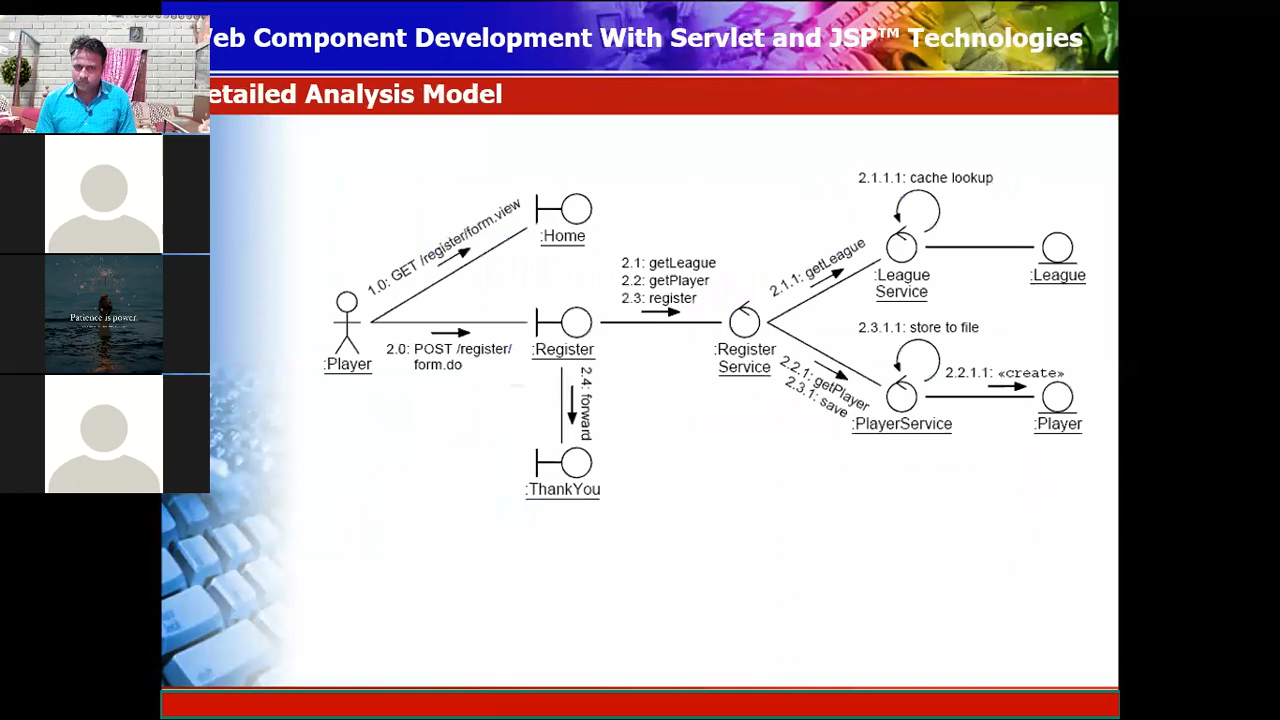 Web Component Development With Servlet and JSP™ Technologies
etailed Analysis Model
Patience is power.
2.1.1.1: cache lookup
1.0: GET /register/form.view
:Home
2.1: getLeague
2.2: getPlayer
2.3: register
2.1.1: getLeague
:League
Service
:League
:Player
2.0: POST /register/
form.do
:Register
:Register
Service
2.3.1.1: store to file
2.2.1: getPlayer
2.3.1: save
2.2.1.1: «create»
:PlayerService
:Player
2.4: forward
:ThankYou